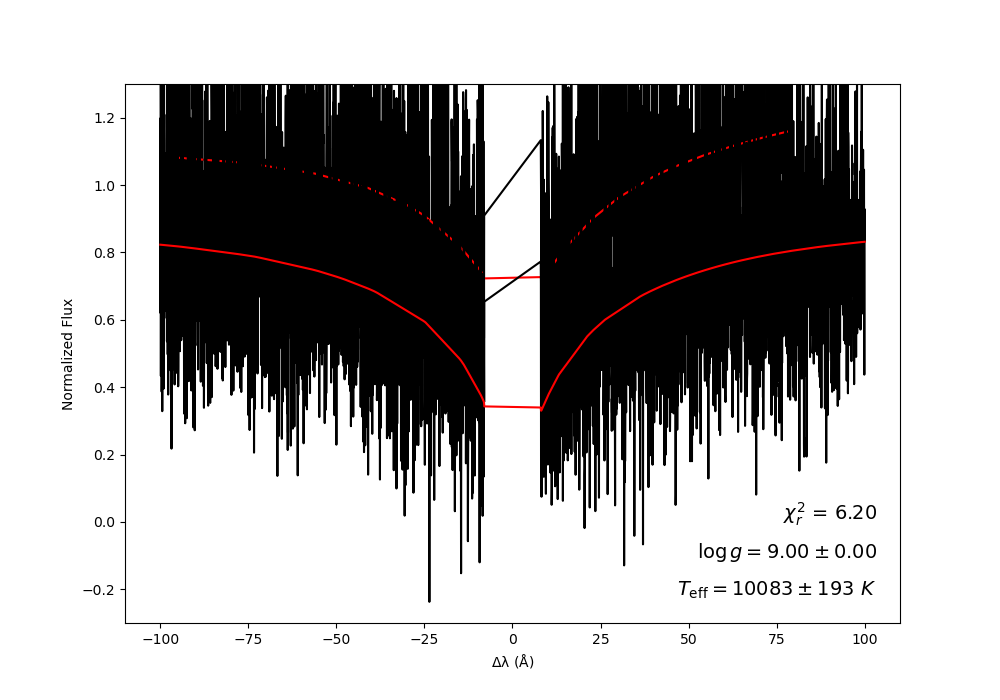 1.2
1.0
0.8
0.6
0.4
0.2
0.0
−0.2
Normalized Flux
χ²ᵣ = 6.20
log g = 9.00 ± 0.00
T_eff = 10083 ± 193 K
−100 −75 −50 −25 0 25 50 75 100
Δλ (Å)